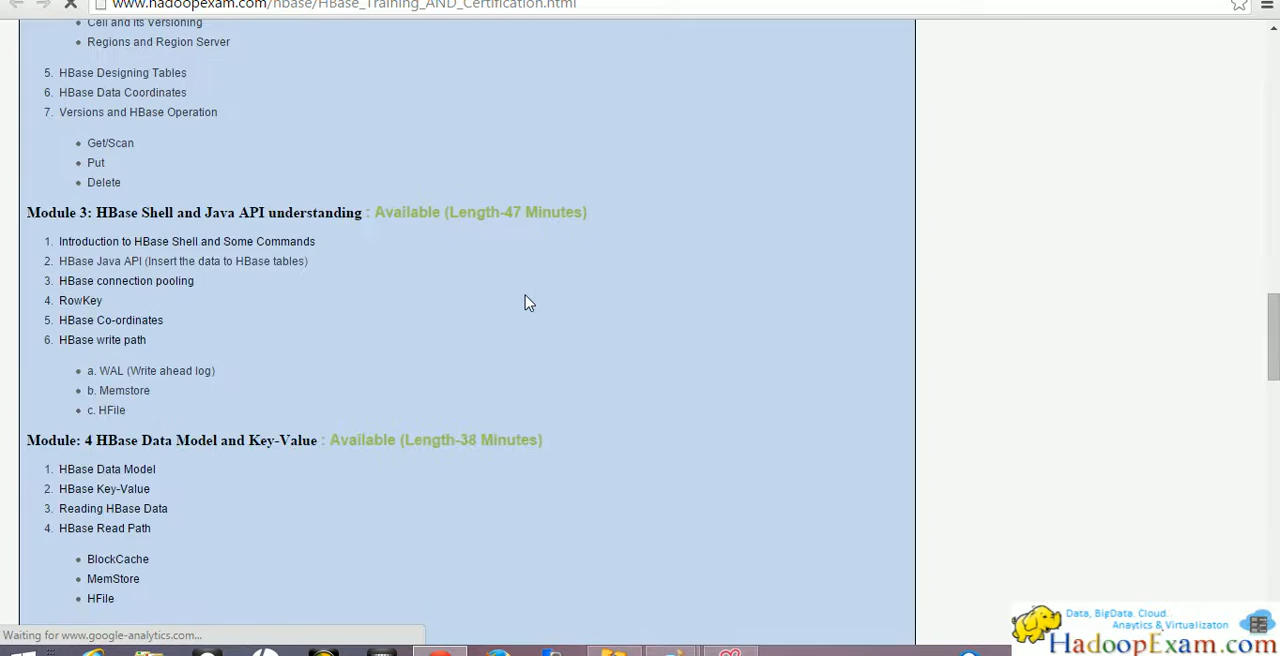 www.hadoopexam.com/hbase/HBase_Training_AND_Certification.html
Cell and its Versioning
Regions and Region Server
5. HBase Designing Tables
6. HBase Data Coordinates
7. Versions and HBase Operation
Get/Scan
Put
Delete
Module 3: HBase Shell and Java API understanding : Available (Length-47 Minutes)
1. Introduction to HBase Shell and Some Commands
2. HBase Java API (Insert the data to HBase tables)
3. HBase connection pooling
4. RowKey
5. HBase Co-ordinates
6. HBase write path
a. WAL (Write ahead log)
b. Memstore
c. HFile
Module: 4 HBase Data Model and Key-Value : Available (Length-38 Minutes)
1. HBase Data Model
2. HBase Key-Value
3. Reading HBase Data
4. HBase Read Path
BlockCache
MemStore
HFile
Waiting for www.google-analytics.com...
Data, BigData, Cloud,
Anaytics & Virtualizaton
HadoopExam.com